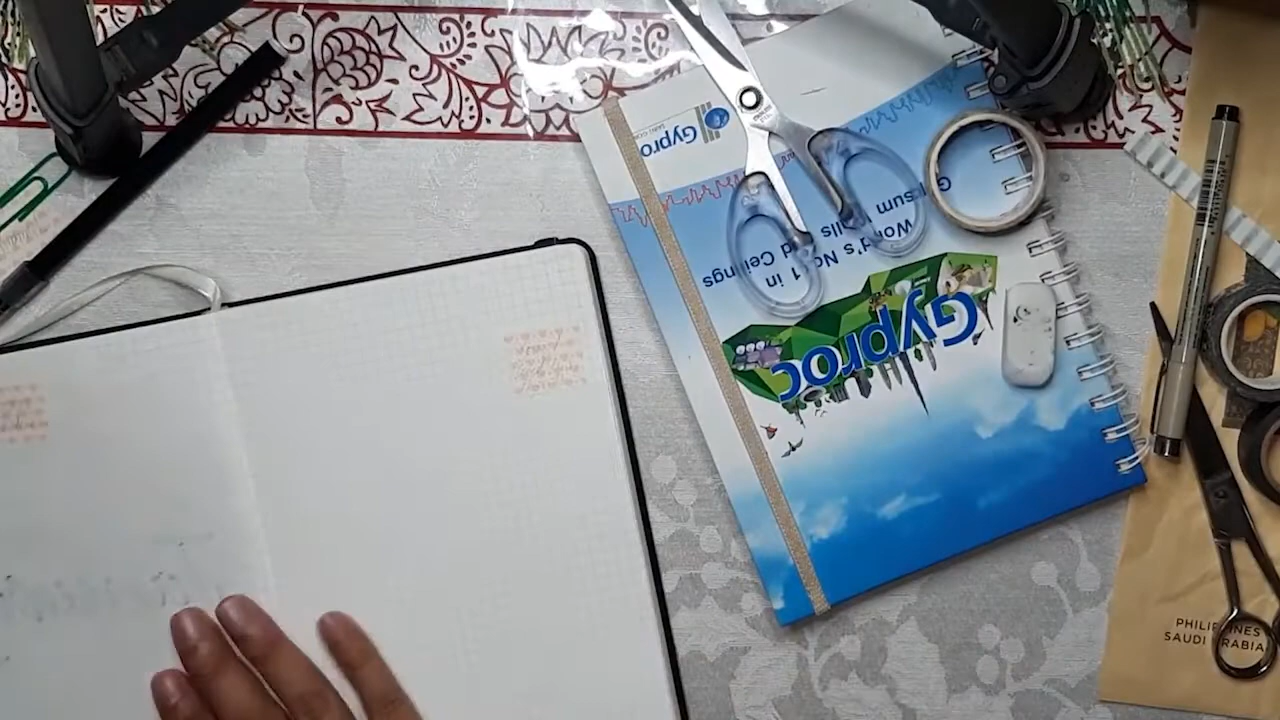 Gyproc
World's No. 1 in
Gypsum Walls
and Ceilings
Gyproc
PHILIPPINES
SAUDI ARABIA